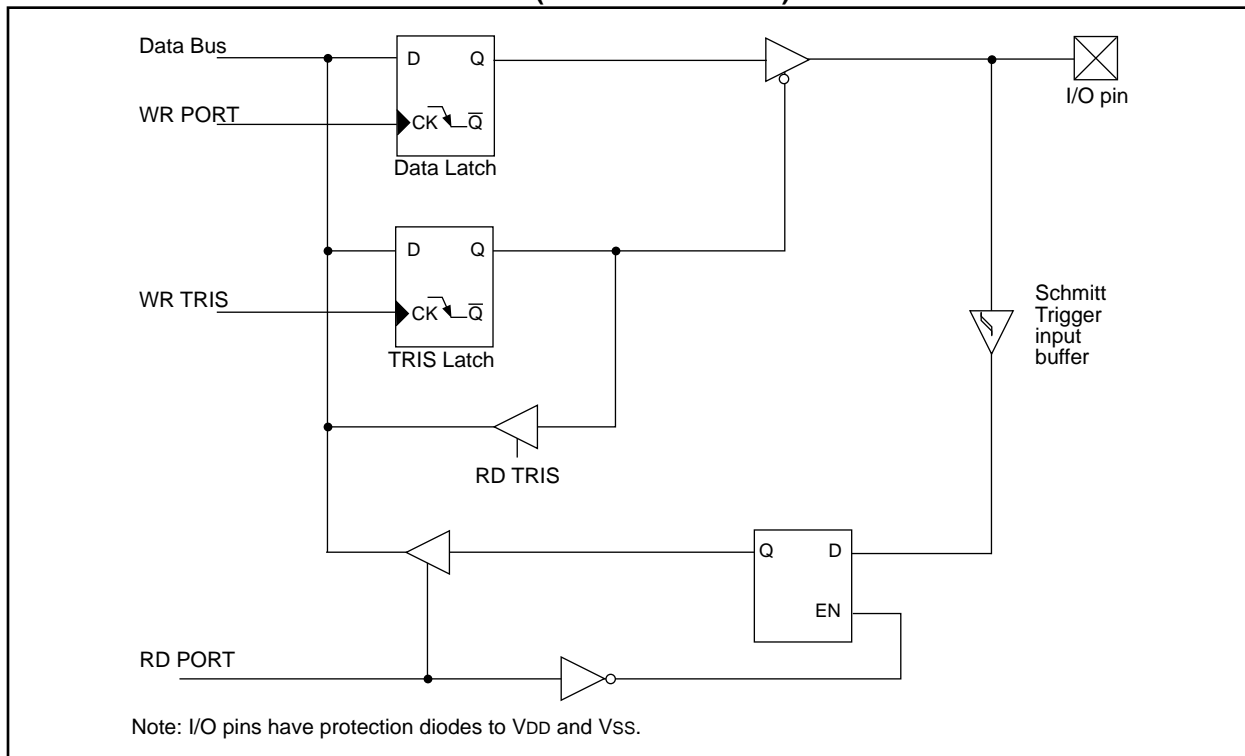 Data Bus
D Q
WR PORT
CK Q̅
Data Latch
I/O pin
D Q
WR TRIS
CK Q̅
TRIS Latch
Schmitt
Trigger
input
buffer
RD TRIS
Q D
EN
RD PORT
Note: I/O pins have protection diodes to VDD and VSS.